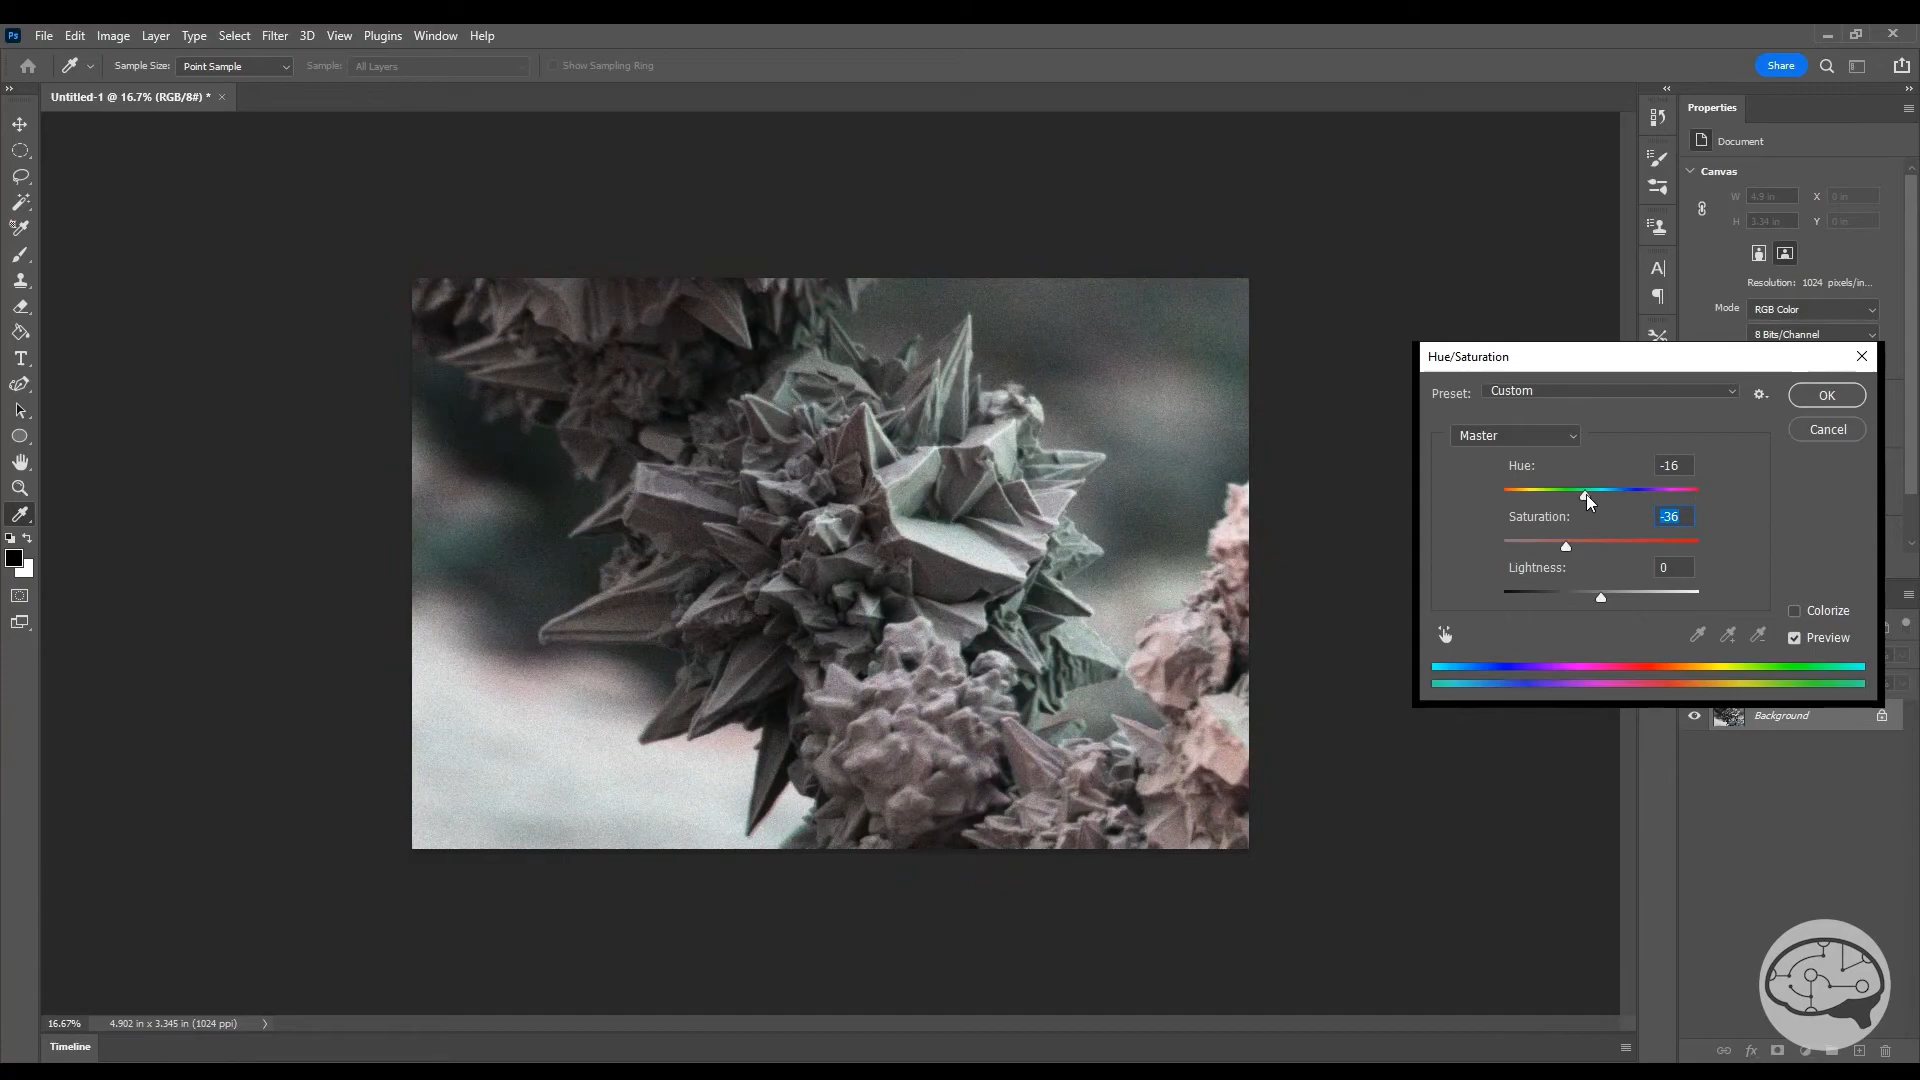 Ps File Edit Image Layer Type Select Filter 3D View Plugins Window Help
Sample Size: Point Sample Sample: All Layers Show Sampling Ring Share
Untitled-1 @ 16.7% (RGB/8#) * ×
Properties
Document
Canvas
W 4.9 in X 0 in
H 3.34 in Y 0 in
Resolution: 1024 pixels/in...
Mode RGB Color
8 Bits/Channel
Hue/Saturation
Preset: Custom OK
Master Cancel
Hue: -16
Saturation: -36
Lightness: 0
Colorize
Preview
Background
16.67% 4.902 in x 3.345 in (1024 ppi)
Timeline